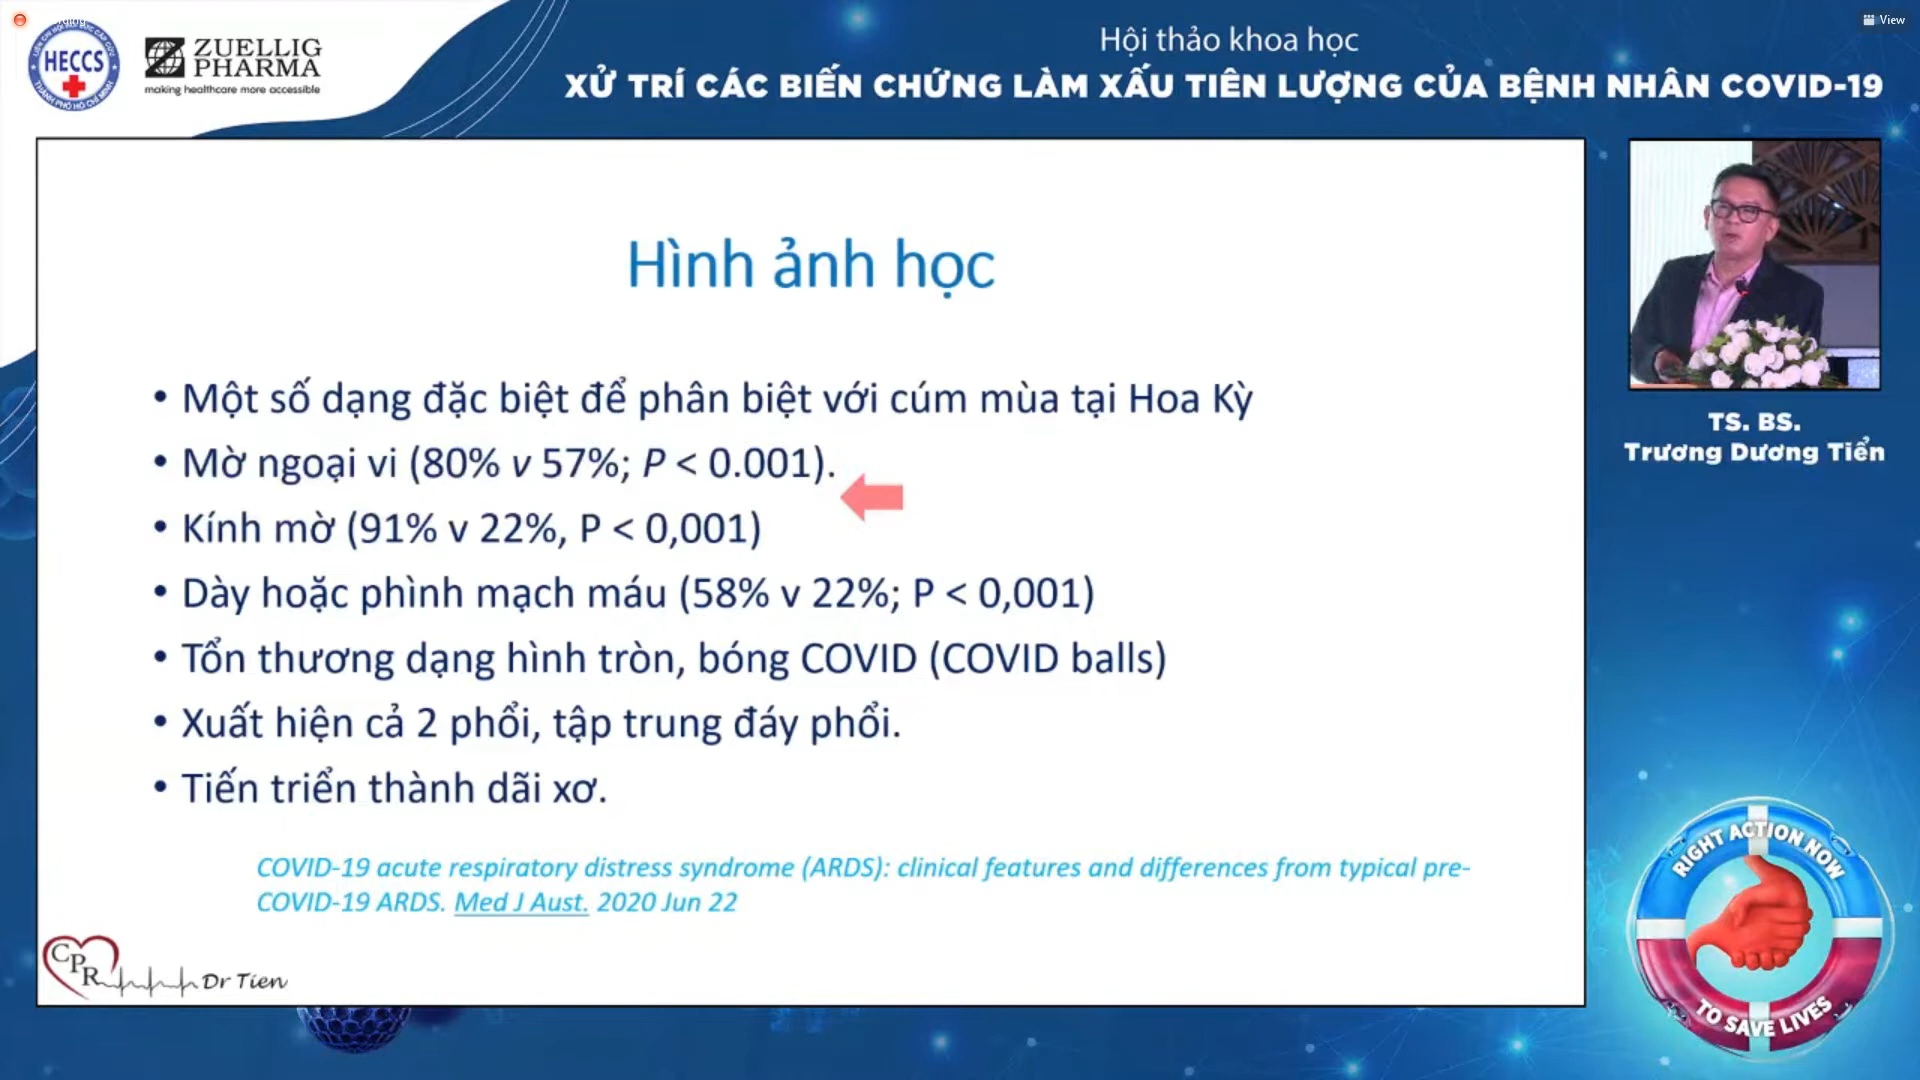 View
HECCS
THÀNH PHỐ HỒ CHÍ MINH
ZUELLIG
PHARMA
making healthcare more accessible
Hội thảo khoa học
XỬ TRÍ CÁC BIẾN CHỨNG LÀM XẤU TIÊN LƯỢNG CỦA BỆNH NHÂN COVID-19
Hình ảnh học
• Một số dạng đặc biệt để phân biệt với cúm mùa tại Hoa Kỳ
• Mờ ngoại vi (80% v 57%; P < 0.001).
• Kính mờ (91% v 22%, P < 0,001)
• Dày hoặc phình mạch máu (58% v 22%; P < 0,001)
• Tổn thương dạng hình tròn, bóng COVID (COVID balls)
• Xuất hiện cả 2 phổi, tập trung đáy phổi.
• Tiến triển thành dãi xơ.
COVID-19 acute respiratory distress syndrome (ARDS): clinical features and differences from typical pre-
COVID-19 ARDS. Med J Aust. 2020 Jun 22
CPR Dr Tien
TS. BS.
Trương Dương Tiển
RIGHT ACTION NOW
TO SAVE LIVES